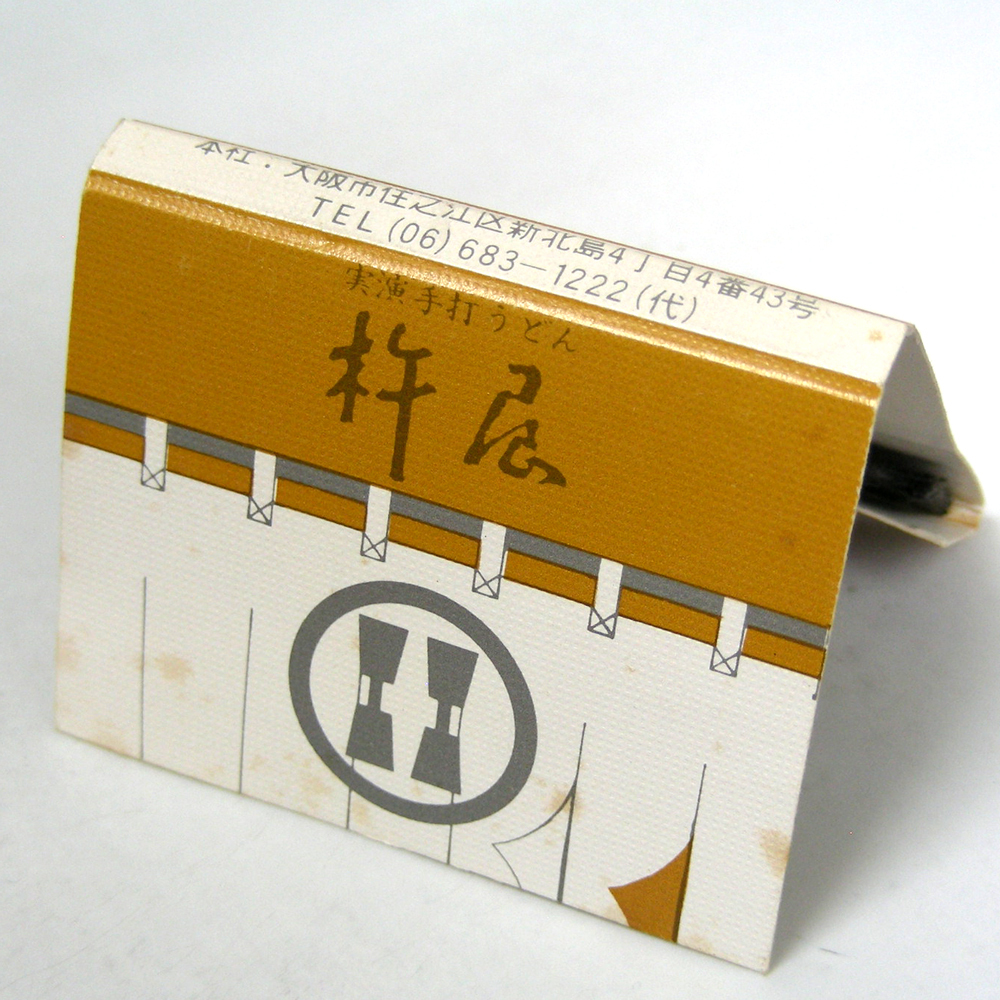 本社・大阪市住之江区新北島4丁目4番43号
TEL(06)683―1222(代)
実演手打うどん
杵屋